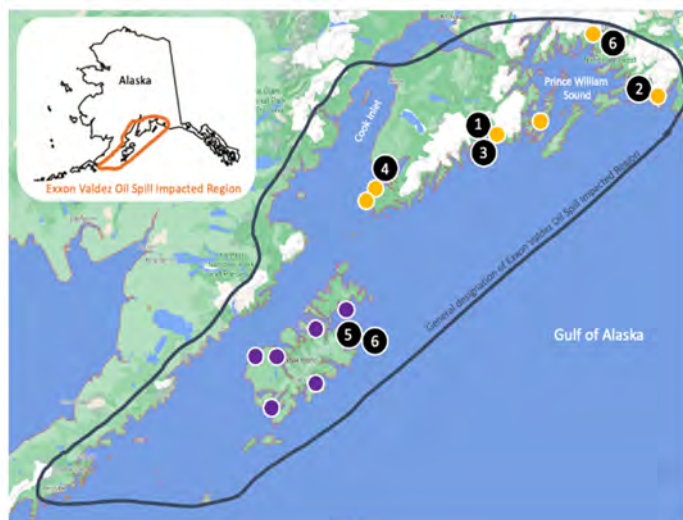 Alaska
Exxon Valdez Oil Spill Impacted Region
Cook Inlet
Prince William
Sound
6
2
1
3
4
General designation of Exxon Valdez Oil Spill Impacted Region
5
6
Gulf of Alaska